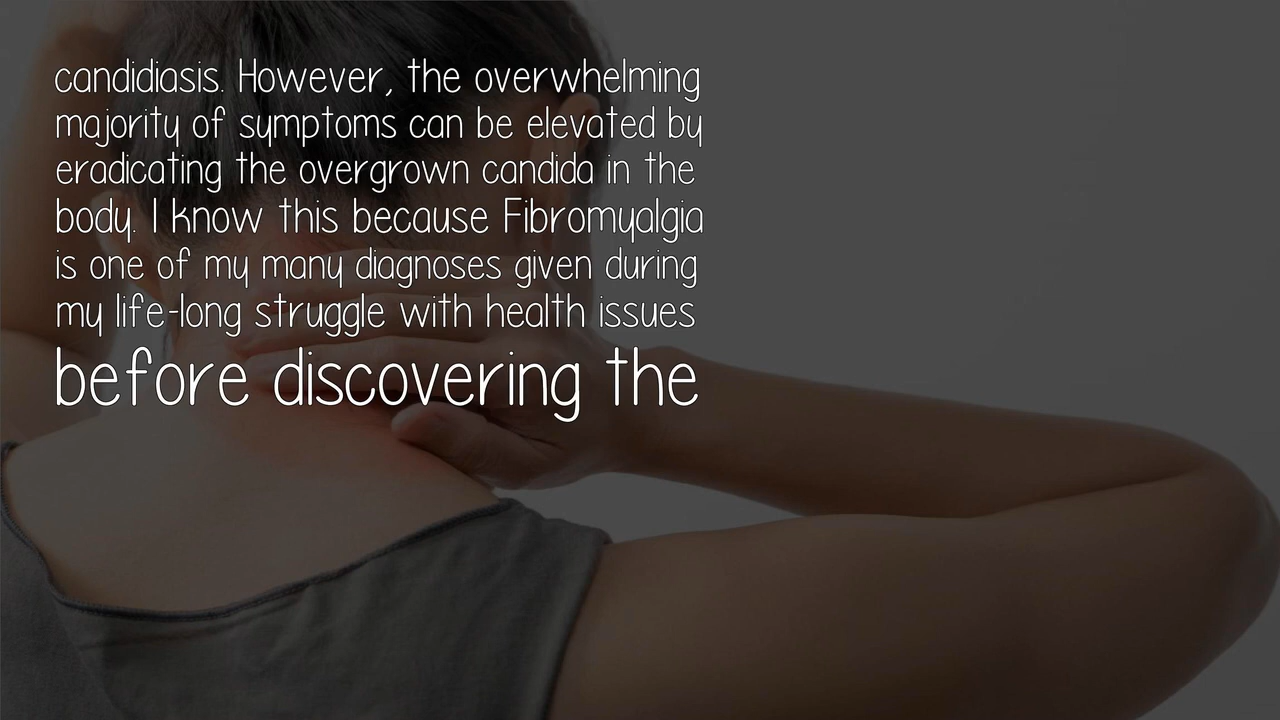 candidiasis. However, the overwhelming
majority of symptoms can be elevated by
eradicating the overgrown candida in the
body. I know this because Fibromyalgia
is one of my many diagnoses given during
my life-long struggle with health issues
before discovering the